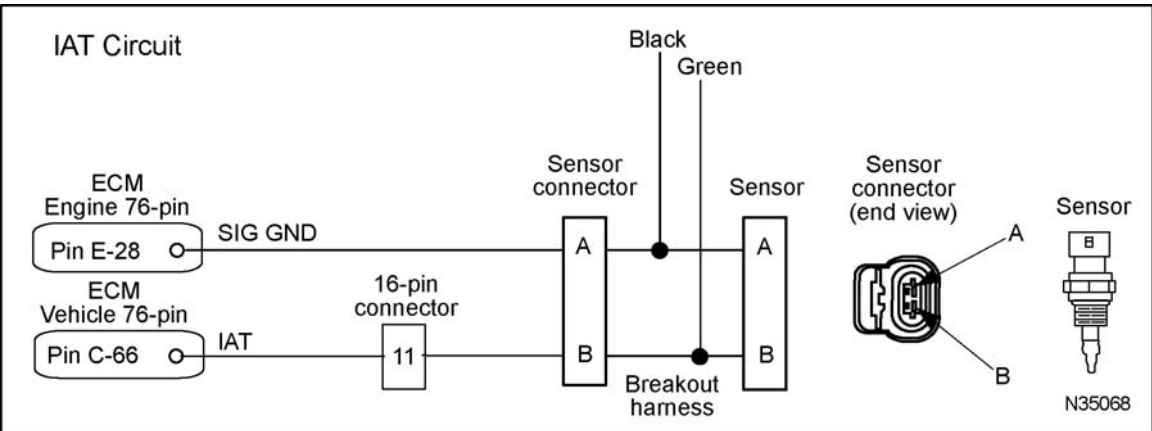 IAT Circuit
Black
Green
Sensor
connector
Sensor
Sensor
connector
(end view)
Sensor
ECM
Engine 76-pin
Pin E-28
SIG GND
A
A
A
ECM
Vehicle 76-pin
16-pin
connector
Pin C-66
IAT
11
B
B
B
Breakout
harness
N35068